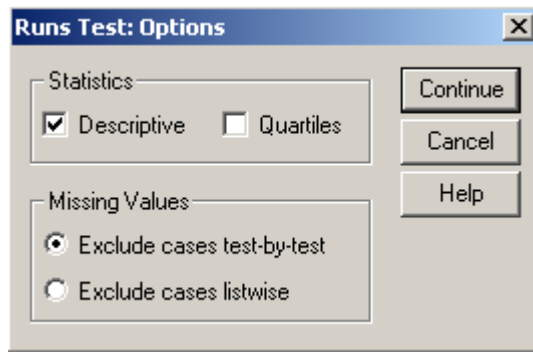 Runs Test: Options
Statistics
Descriptive
Quartiles
Missing Values
Exclude cases test-by-test
Exclude cases listwise
Continue
Cancel
Help